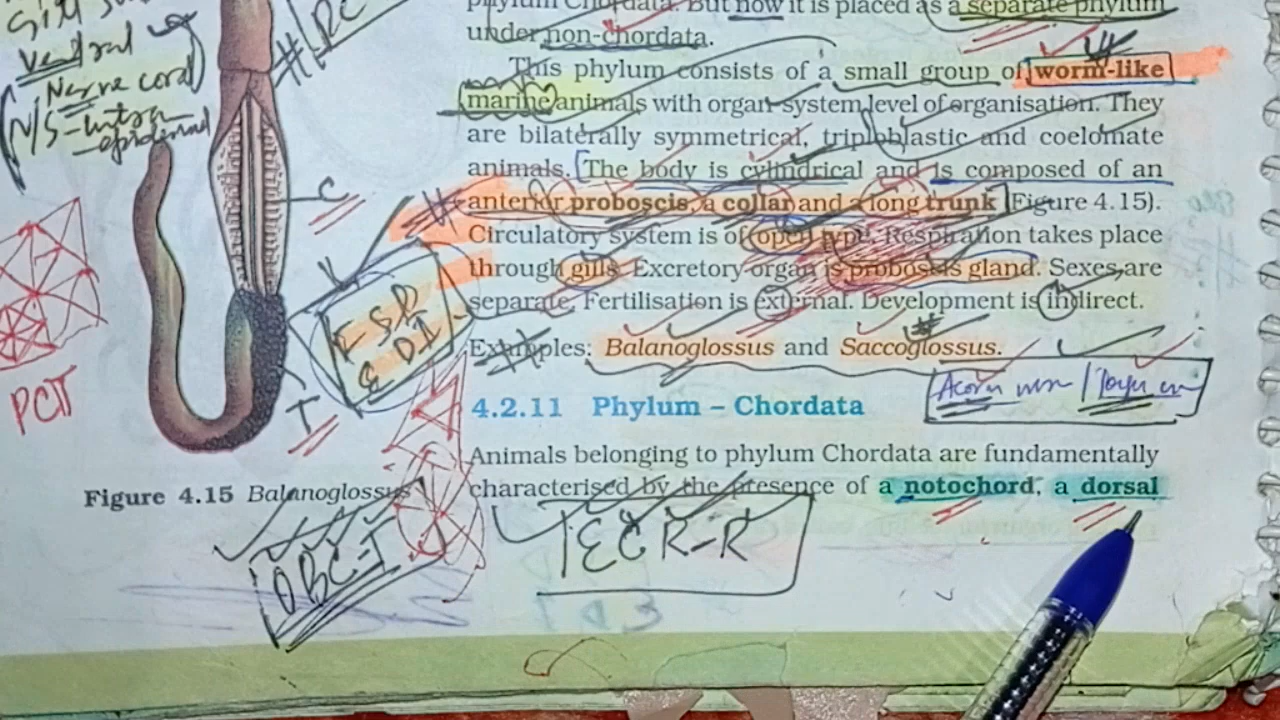 phylum Chordata. But now it is placed as a separate phylum
under non-chordata.
This phylum consists of a small group of worm-like
marine animals with organ-system level of organisation. They
are bilaterally symmetrical, triploblastic and coelomate
animals. The body is cylindrical and is composed of an
anterior proboscis, a collar and a long trunk (Figure 4.15).
Circulatory system is of open type. Respiration takes place
through gills. Excretory organ is proboscis gland. Sexes are
separate. Fertilisation is external. Development is indirect.
Examples: Balanoglossus and Saccoglossus.
4.2.11 Phylum – Chordata
Animals belonging to phylum Chordata are fundamentally
characterised by the presence of a notochord, a dorsal
Ventral
Nerve cord
C
T
PCT
Figure 4.15 Balanoglossus
OBC-T
Acorn